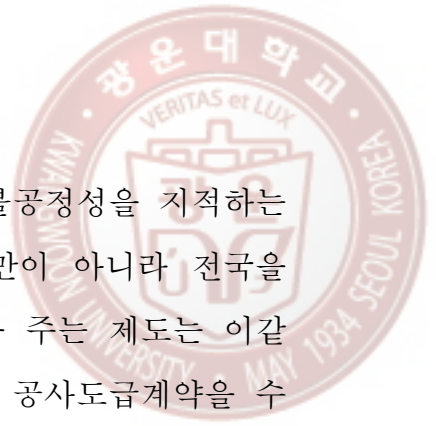 · 광운대학교 ·
VERITAS et LUX
KWANGWOON UNIVERSITY · MAY 1934 SEOUL KOREA
불공정성을 지적하는
만이 아니라 전국을
주는 제도는 이같
공사도급계약을 수